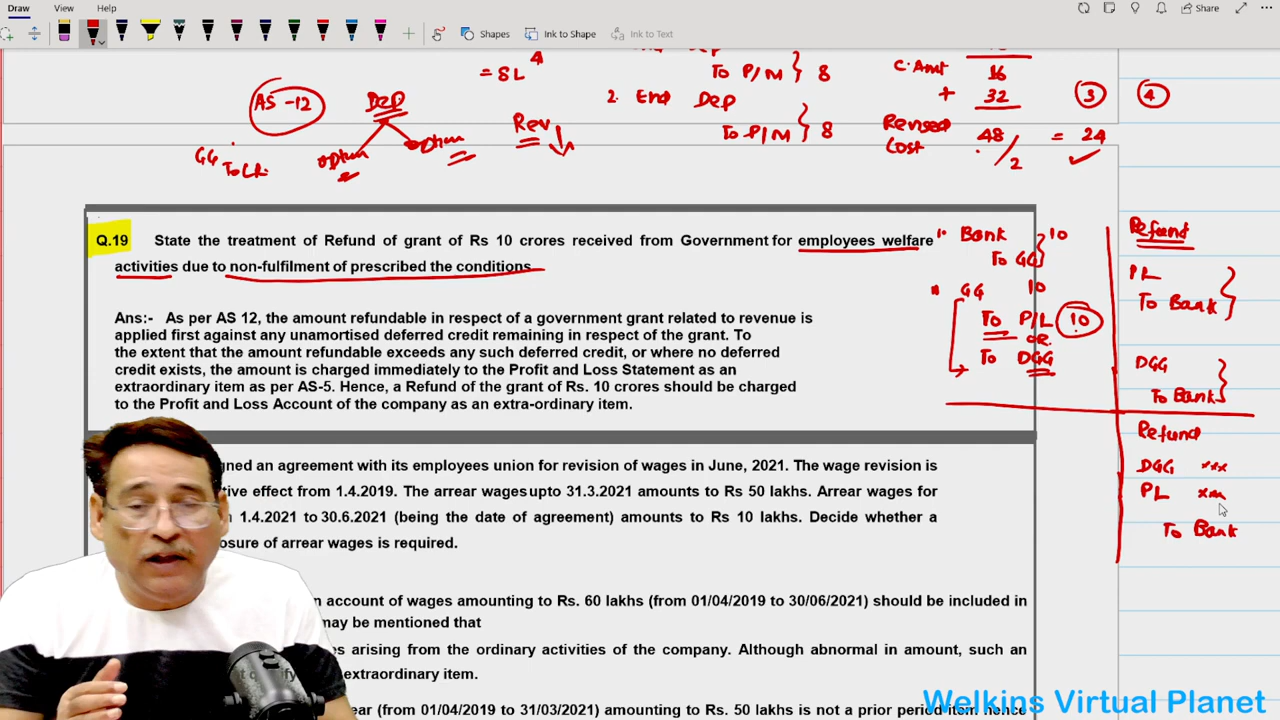 Draw View Help
Share
Shapes Ink to Shape Ink to Text
= 8L 4
To P/M } 8
C. Amt 16
AS -12 Dep
2. End Dep
+ 32 3 4
To P/M } 8
Rev
Revised Cost 48/2 = 24
GG
Q.19 State the treatment of Refund of grant of Rs 10 crores received from Government for employees welfare
activities due to non-fulfilment of prescribed the conditions.
Bank
To GG } 10
GG 10
To P/L 10
OR
To DGG
Refund
PL
To Bank }
DGG
To Bank }
Refund
DGG xxx
PL
To Bank
Ans:- As per AS 12, the amount refundable in respect of a government grant related to revenue is
applied first against any unamortised deferred credit remaining in respect of the grant. To
the extent that the amount refundable exceeds any such deferred credit, or where no deferred
credit exists, the amount is charged immediately to the Profit and Loss Statement as an
extraordinary item as per AS-5. Hence, a Refund of the grant of Rs. 10 crores should be charged
to the Profit and Loss Account of the company as an extra-ordinary item.
gned an agreement with its employees union for revision of wages in June, 2021. The wage revision is
tive effect from 1.4.2019. The arrear wages upto 31.3.2021 amounts to Rs 50 lakhs. Arrear wages for
1.4.2021 to 30.6.2021 (being the date of agreement) amounts to Rs 10 lakhs. Decide whether a
osure of arrear wages is required.
n account of wages amounting to Rs. 60 lakhs (from 01/04/2019 to 30/06/2021) should be included in
may be mentioned that
es arising from the ordinary activities of the company. Although abnormal in amount, such an
extraordinary item.
ear (from 01/04/2019 to 31/03/2021) amounting to Rs. 50 lakhs is not a prior period item hence
Welkins Virtual Planet